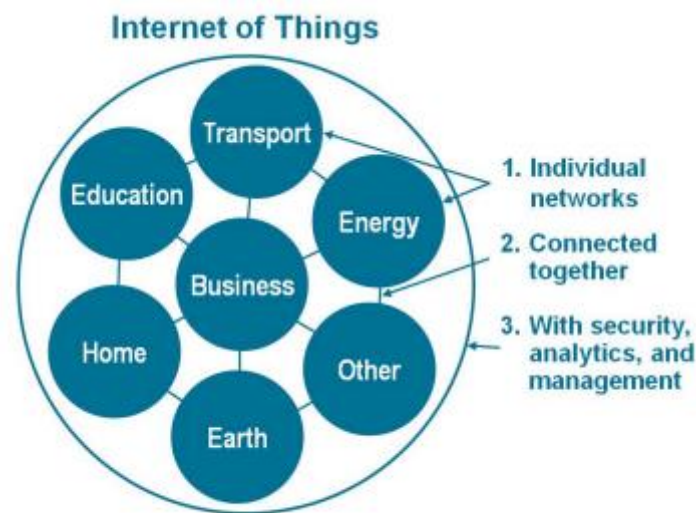 Internet of Things
Transport
Education
Energy
Business
Home
Other
Earth
1. Individual
networks
2. Connected
together
3. With security,
analytics, and
management